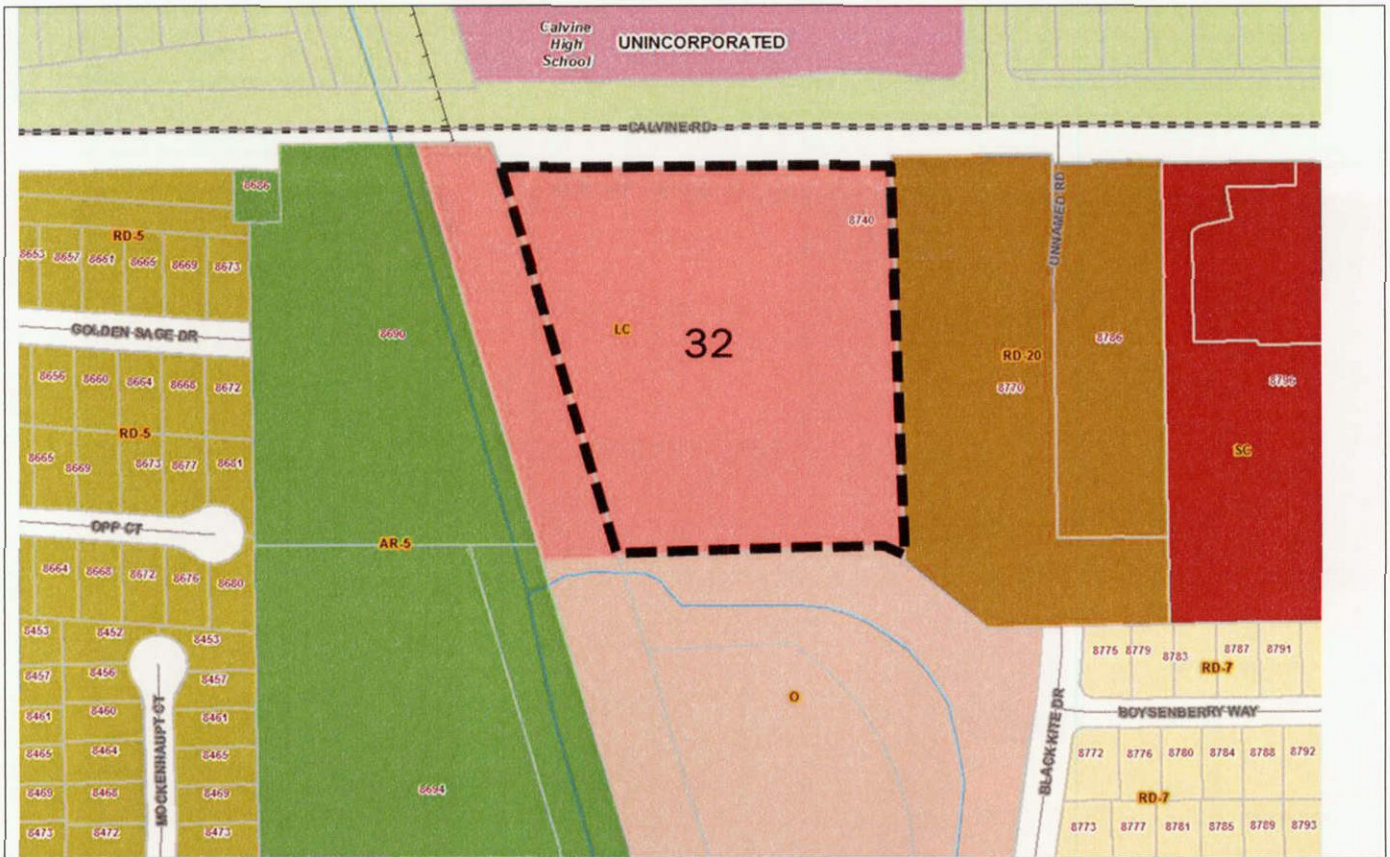 Calvine
High
School
UNINCORPORATED
CALVINE RD
8686
8740
RD-5
8653 8657 8661 8665 8669 8673
UNNAMED RD
GOLDEN SAGE DR
8690
LC
32
RD-20
8786
8770
8796
8656 8660 8664 8668 8672
RD-5
8665 8669 8673 8677 8681
SC
OPP CT
AR-5
8664 8668 8672 8676 8680
8453 8452 8453
8457 8456 8457
8461 8460 8461
8465 8464 8465
8469 8468 8469
8473 8472 8473
MOCKENHAUPT CT
8694
O
BLACK KITE DR
8775 8779 8783 8787 8791
RD-7
BOYSENBERRY WAY
8772 8776 8780 8784 8788 8792
RD-7
8773 8777 8781 8785 8789 8793